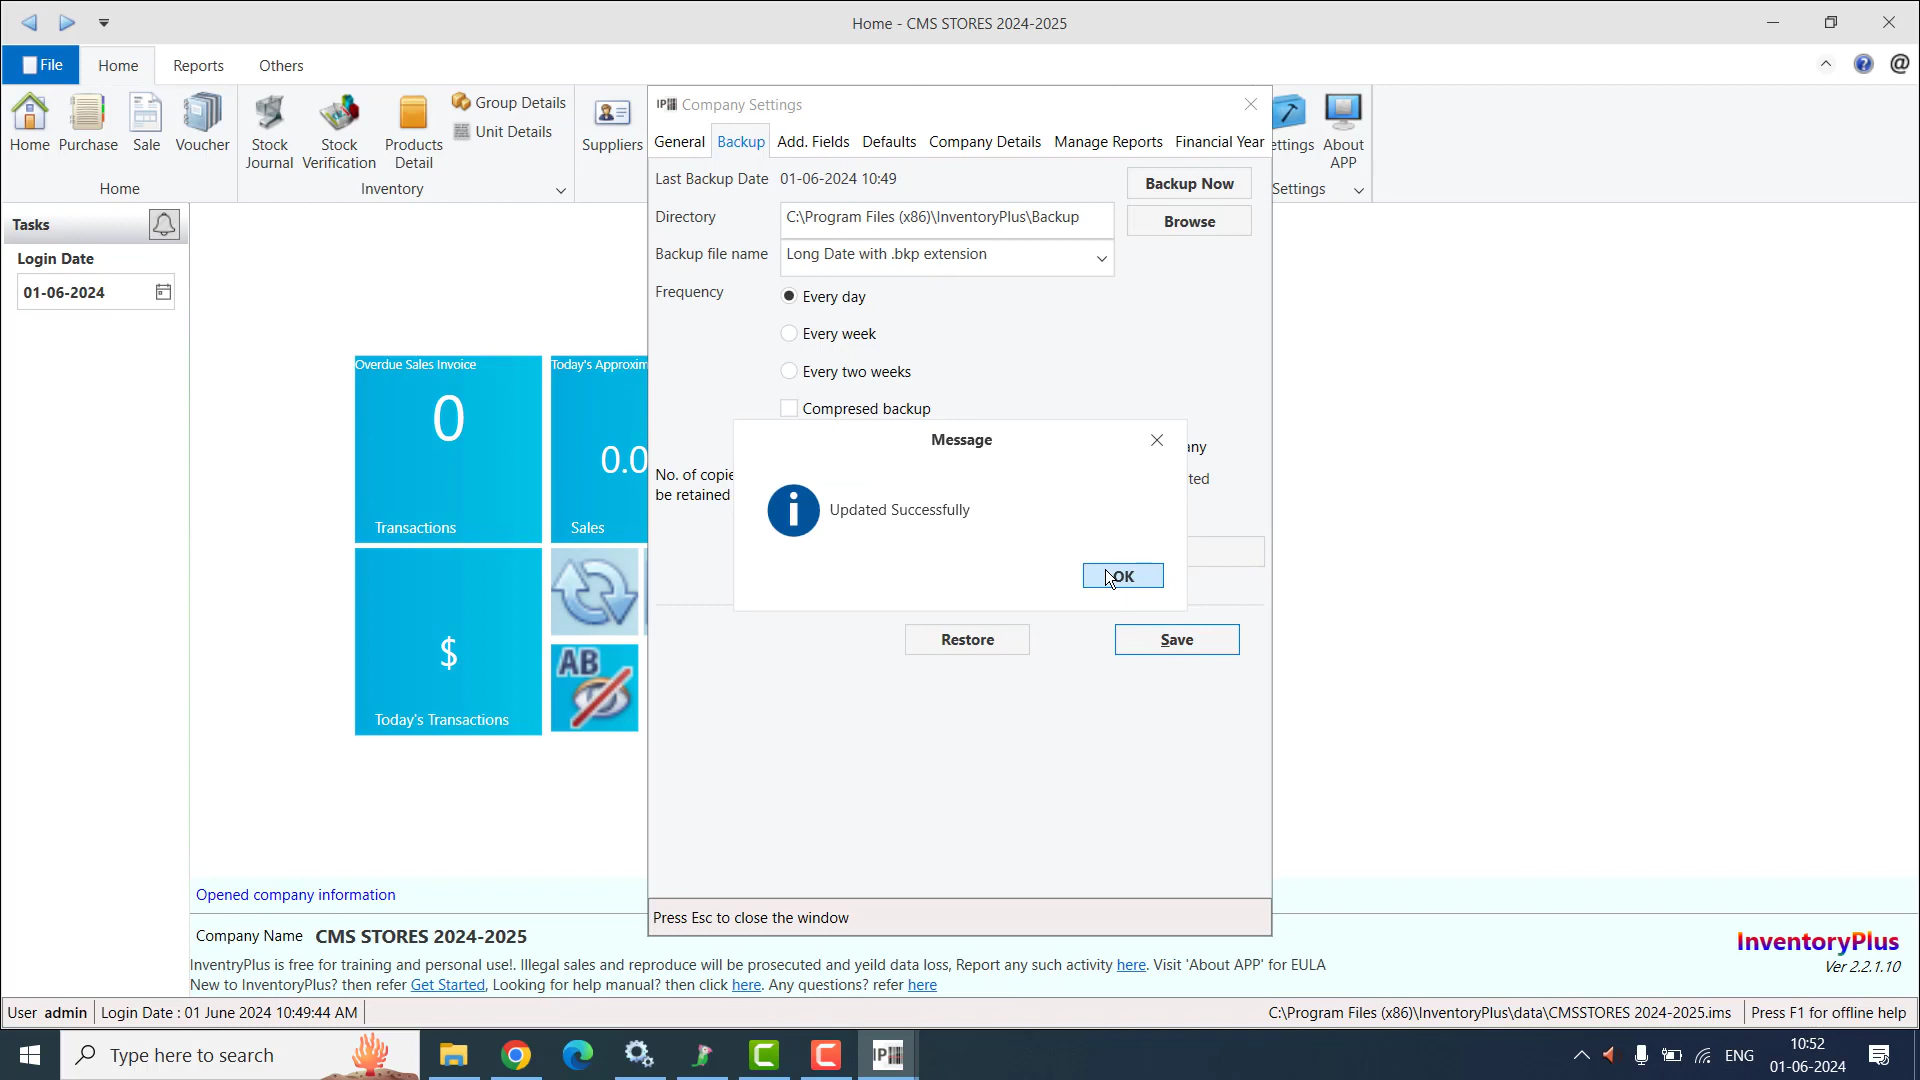 Home - CMS STORES 2024-2025
File
Home
Reports
Others
Home
Purchase
Sale
Voucher
Home
Stock
Journal
Stock
Verification
Products
Detail
Group Details
Unit Details
Inventory
Suppliers
ettings
About
APP
Settings
Tasks
Login Date
01-06-2024
IP Company Settings
General
Backup
Add. Fields
Defaults
Company Details
Manage Reports
Financial Year
Last Backup Date 01-06-2024 10:49
Backup Now
Directory
C:\Program Files (x86)\InventoryPlus\Backup
Browse
Backup file name
Long Date with .bkp extension
Frequency
Every day
Every week
Every two weeks
Compresed backup
any
No. of copie
be retained
ted
Message
Updated Successfully
OK
Restore
Save
Press Esc to close the window
Overdue Sales Invoice
0
Transactions
Today's Approxim
0.0
Sales
$
Today's Transactions
AB
Opened company information
Company Name CMS STORES 2024-2025
InventryPlus is free for training and personal use!. Illegal sales and reproduce will be prosecuted and yeild data loss, Report any such activity here. Visit 'About APP' for EULA
New to InventoryPlus? then refer Get Started, Looking for help manual? then click here. Any questions? refer here
InventoryPlus
Ver 2.2.1.10
User admin
Login Date : 01 June 2024 10:49:44 AM
C:\Program Files (x86)\InventoryPlus\data\CMSSTORES 2024-2025.ims
Press F1 for offline help
Type here to search
IP
ENG
10:52
01-06-2024